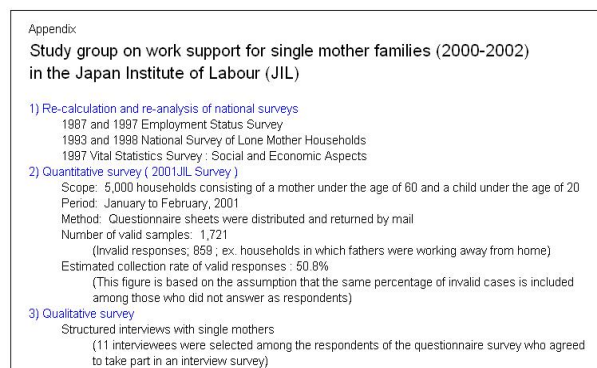 Appendix
Study group on work support for single mother families (2000-2002)
in the Japan Institute of Labour (JIL)
1) Re-calculation and re-analysis of national surveys
1987 and 1997 Employment Status Survey
1993 and 1998 National Survey of Lone Mother Households
1997 Vital Statistics Survey : Social and Economic Aspects
2) Quantitative survey ( 2001JIL Survey )
Scope: 5,000 households consisting of a mother under the age of 60 and a child under the age of 20
Period: January to February, 2001
Method: Questionnaire sheets were distributed and returned by mail
Number of valid samples: 1,721
(Invalid responses; 859 ; ex. households in which fathers were working away from home)
Estimated collection rate of valid responses : 50.8%
(This figure is based on the assumption that the same percentage of invalid cases is included
among those who did not answer as respondents)
3) Qualitative survey
Structured interviews with single mothers
(11 interviewees were selected among the respondents of the questionnaire survey who agreed
to take part in an interview survey)